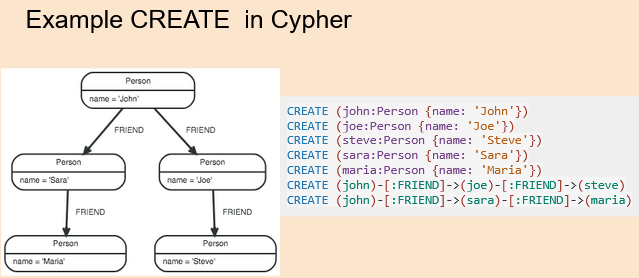 Example CREATE  in Cypher
Person
name = 'John'
FRIEND
FRIEND
Person
name = 'Sara'
Person
name = 'Joe'
FRIEND
FRIEND
Person
name = 'Maria'
Person
name = 'Steve'
CREATE (john:Person {name: 'John'})
CREATE (joe:Person {name: 'Joe'})
CREATE (steve:Person {name: 'Steve'})
CREATE (sara:Person {name: 'Sara'})
CREATE (maria:Person {name: 'Maria'})
CREATE (john)-[:FRIEND]->(joe)-[:FRIEND]->(steve)
CREATE (john)-[:FRIEND]->(sara)-[:FRIEND]->(maria)